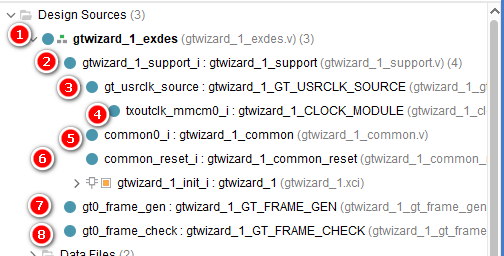 Design Sources (3)
1 gtwizard_1_exdes (gtwizard_1_exdes.v) (3)
2 gtwizard_1_support_i : gtwizard_1_support (gtwizard_1_support.v) (4)
3 gt_usrclk_source : gtwizard_1_GT_USRCLK_SOURCE (gtwizard_1_gt
4 txoutclk_mmcm0_i : gtwizard_1_CLOCK_MODULE (gtwizard_1_cl
5 common0_i : gtwizard_1_common (gtwizard_1_common.v)
6 common_reset_i : gtwizard_1_common_reset (gtwizard_1_common_
gtwizard_1_init_i : gtwizard_1 (gtwizard_1.xci)
7 gt0_frame_gen : gtwizard_1_GT_FRAME_GEN (gtwizard_1_gt_frame_gen
8 gt0_frame_check : gtwizard_1_GT_FRAME_CHECK (gtwizard_1_gt_frame_
Data Files (2)